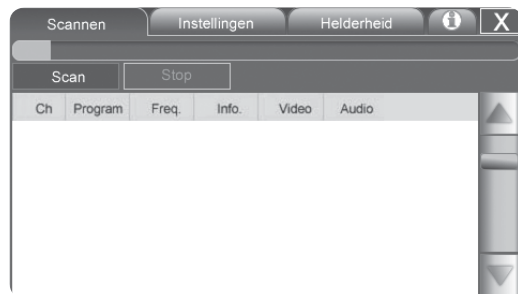 Scannen Instellingen Helderheid i X
Scan Stop
Ch Program Freq. Info. Video Audio